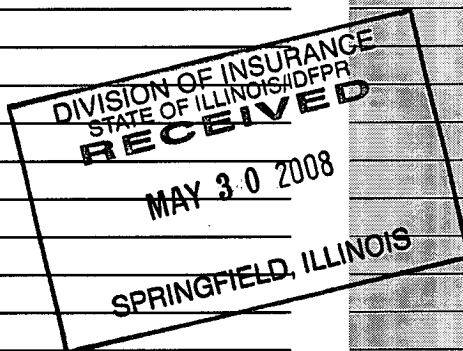 DIVISION OF INSURANCE
STATE OF ILLINOIS/IDFPR
RECEIVED
MAY 30 2008
SPRINGFIELD, ILLINOIS